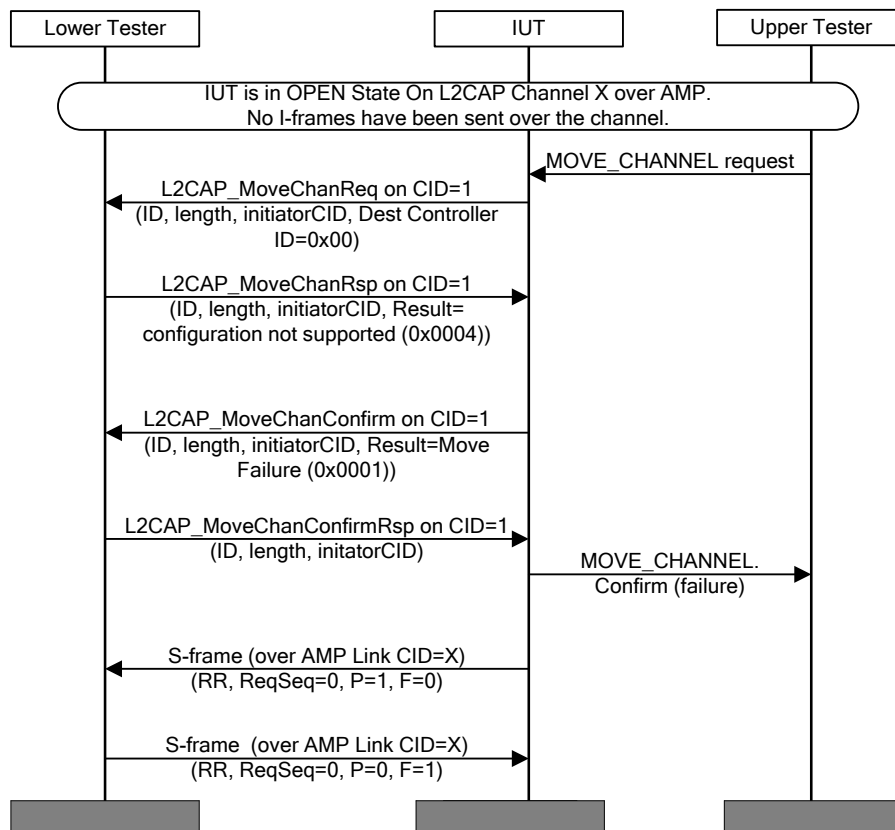 Lower Tester
IUT
Upper Tester
IUT is in OPEN State On L2CAP Channel X over AMP.
No I-frames have been sent over the channel.
MOVE_CHANNEL request
L2CAP_MoveChanReq on CID=1
(ID, length, initiatorCID, Dest Controller
ID=0x00)
L2CAP_MoveChanRsp on CID=1
(ID, length, initiatorCID, Result=
configuration not supported (0x0004))
L2CAP_MoveChanConfirm on CID=1
(ID, length, initiatorCID, Result=Move
Failure (0x0001))
L2CAP_MoveChanConfirmRsp on CID=1
(ID, length, initatorCID)
MOVE_CHANNEL.
Confirm (failure)
S-frame (over AMP Link CID=X)
(RR, ReqSeq=0, P=1, F=0)
S-frame (over AMP Link CID=X)
(RR, ReqSeq=0, P=0, F=1)